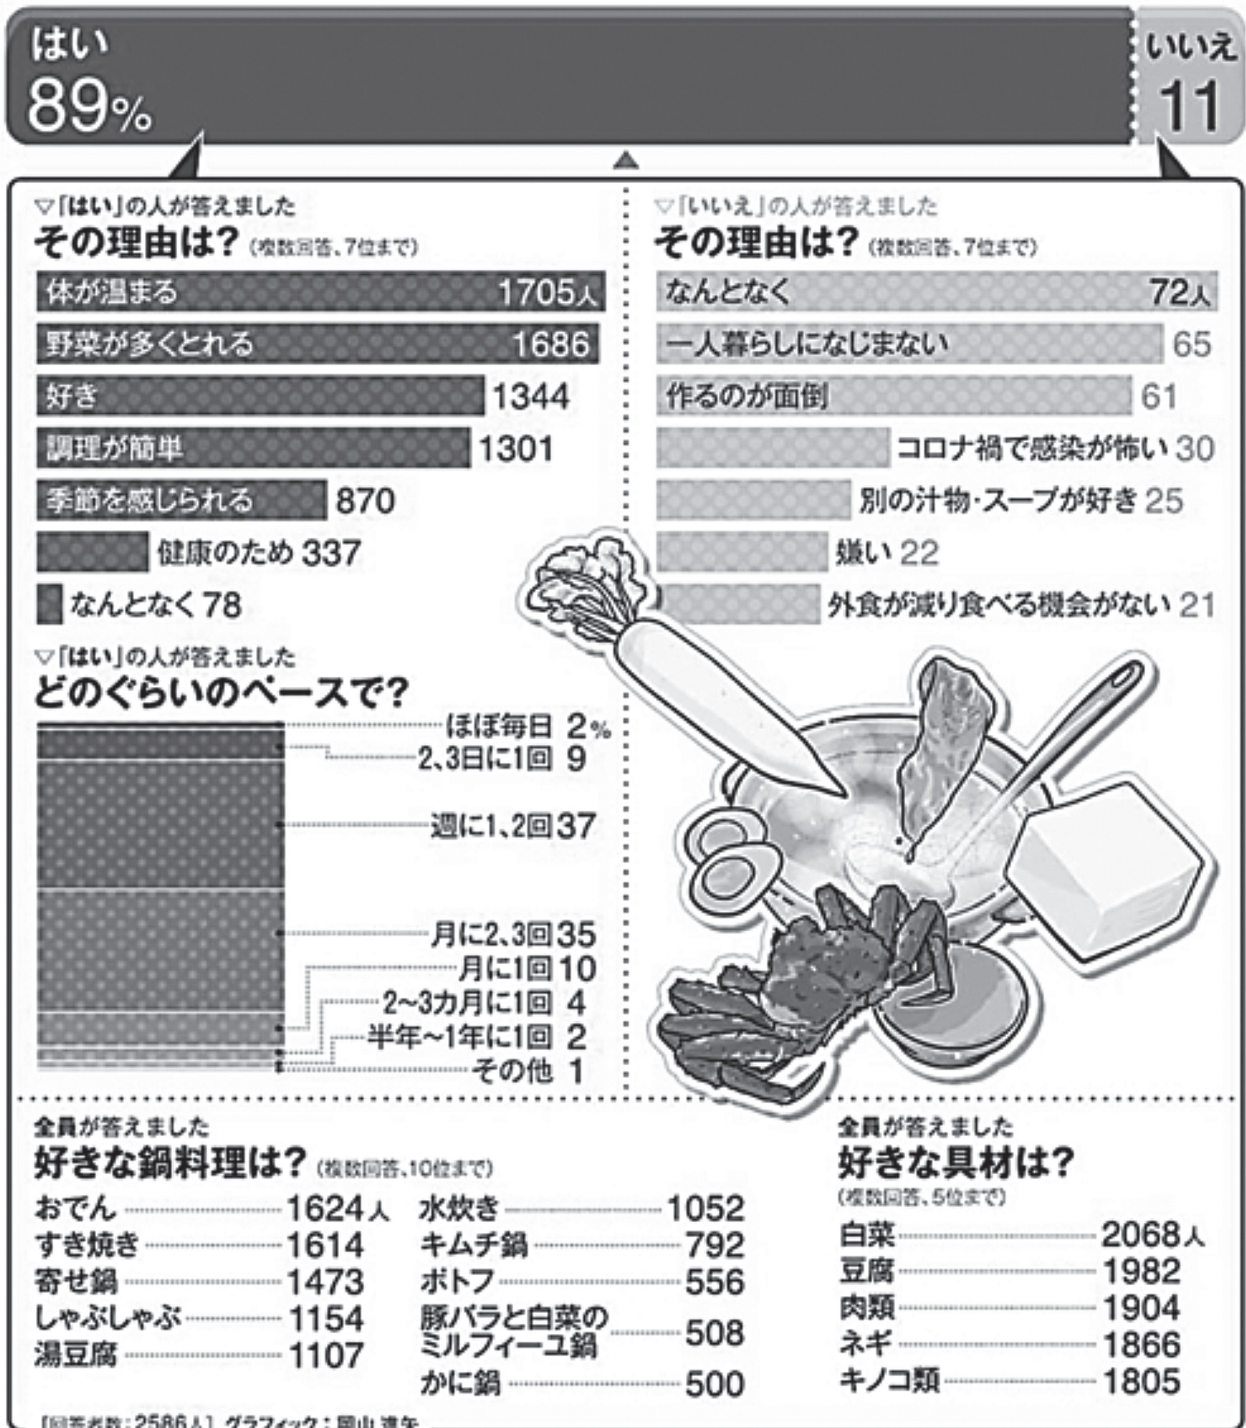 はい
89%
いいえ
11
▽「はい」の人が答えました
その理由は?(複数回答、7位まで)
体が温まる 1705人
野菜が多くとれる 1686
好き 1344
調理が簡単 1301
季節を感じられる 870
健康のため 337
なんとなく 78
▽「いいえ」の人が答えました
その理由は?(複数回答、7位まで)
なんとなく 72人
一人暮らしになじまない 65
作るのが面倒 61
コロナ禍で感染が怖い 30
別の汁物・スープが好き 25
嫌い 22
外食が減り食べる機会がない 21
▽「はい」の人が答えました
どのぐらいのペースで?
ほぼ毎日 2%
2、3日に1回 9
週に1、2回 37
月に2、3回 35
月に1回 10
2〜3カ月に1回 4
半年〜1年に1回 2
その他 1
全員が答えました
好きな鍋料理は?(複数回答、10位まで)
おでん 1624人
すき焼き 1614
寄せ鍋 1473
しゃぶしゃぶ 1154
湯豆腐 1107
水炊き 1052
キムチ鍋 792
ポトフ 556
豚バラと白菜の
ミルフィーユ鍋 508
かに鍋 500
全員が答えました
好きな具材は?
(複数回答、5位まで)
白菜 2068人
豆腐 1982
肉類 1904
ネギ 1866
キノコ類 1805
[回答者数:2586人] グラフィック:岡山 進矢